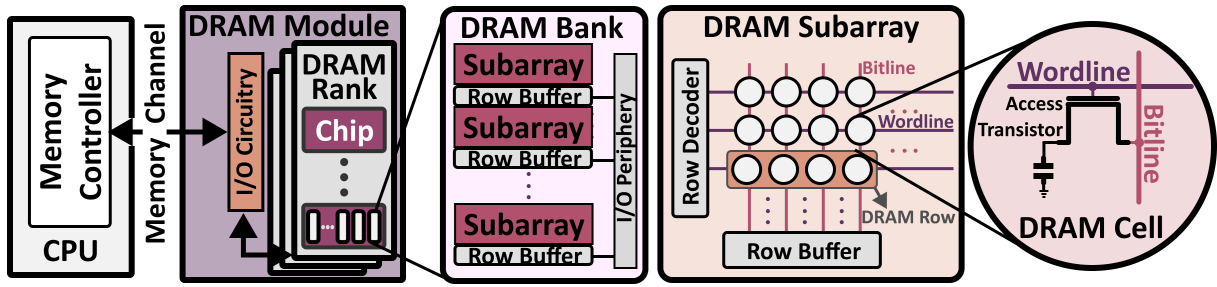 Memory
Controller
CPU
Memory Channel
DRAM Module
I/O Circuitry
DRAM
Rank
Chip
DRAM Bank
Subarray
Row Buffer
Subarray
Row Buffer
Subarray
Row Buffer
I/O Periphery
DRAM Subarray
Row Decoder
Bitline
Wordline
DRAM Row
Row Buffer
Wordline
Access
Transistor
Bitline
DRAM Cell